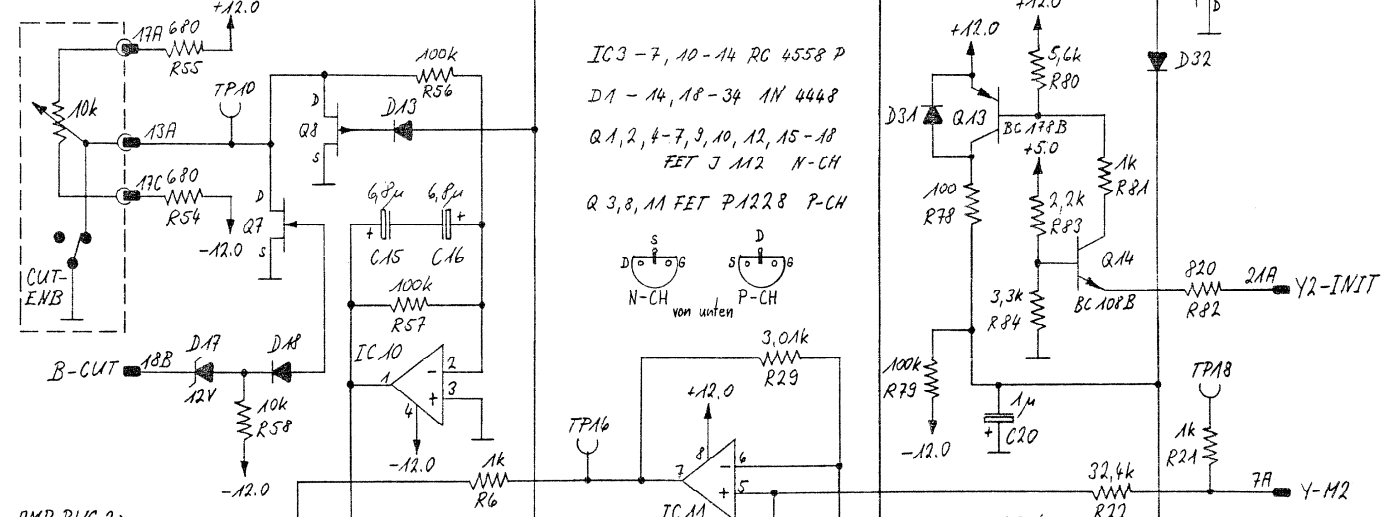 +12.0
17A 680
R55
10k
TP10
13A
17C 680
R54
-12.0
CUT-
ENB
100k
R56
D
Q8
S
D13
D
Q7
S
6,8µ
6,8µ
+
+
C15
C16
100k
R57
B-CUT
18B
D17
D18
12V
10k
R58
-12.0
IC10
1
2
3
4
-
+
-12.0
IC3-7, 10-14 RC 4558 P
D1-14, 18-34 1N 4448
Q1,2,4-7,9,10,12,15-18
FET J 112 N-CH
Q 3,8,11 FET P1228 P-CH
S
D G
N-CH
D
S G
P-CH
von unten
3,01k
R29
+12.0
8
7
6
5
-
+
IC11
TP16
1k
R6
+12.0
+12.0
5,6k
R80
D31
Q13
BC178B
+5.0
1k
R81
100
R78
2,2k
R83
Q14
BC108B
3,3k
R84
820
R82
21A
Y2-INIT
D32
D
100k
R79
-12.0
1µ
+
C20
TP18
1k
R21
32,4k
R22
7A
Y-M2